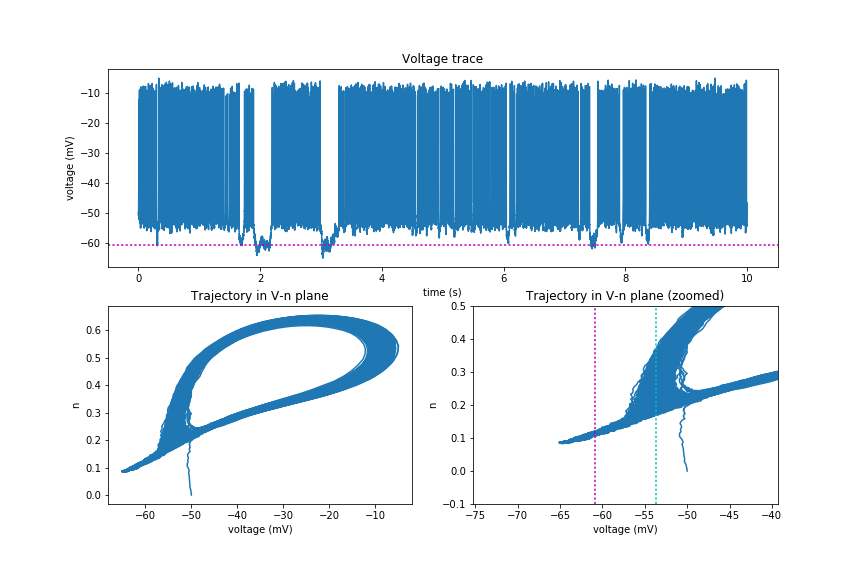 Voltage trace
voltage (mV)
−10
−20
−30
−40
−50
−60
0 2 4 6 8 10
time (s)
Trajectory in V-n plane
n
0.6
0.5
0.4
0.3
0.2
0.1
0.0
−60 −50 −40 −30 −20 −10
voltage (mV)
Trajectory in V-n plane (zoomed)
n
0.5
0.4
0.3
0.2
0.1
0.0
−0.1
−75 −70 −65 −60 −55 −50 −45 −40
voltage (mV)